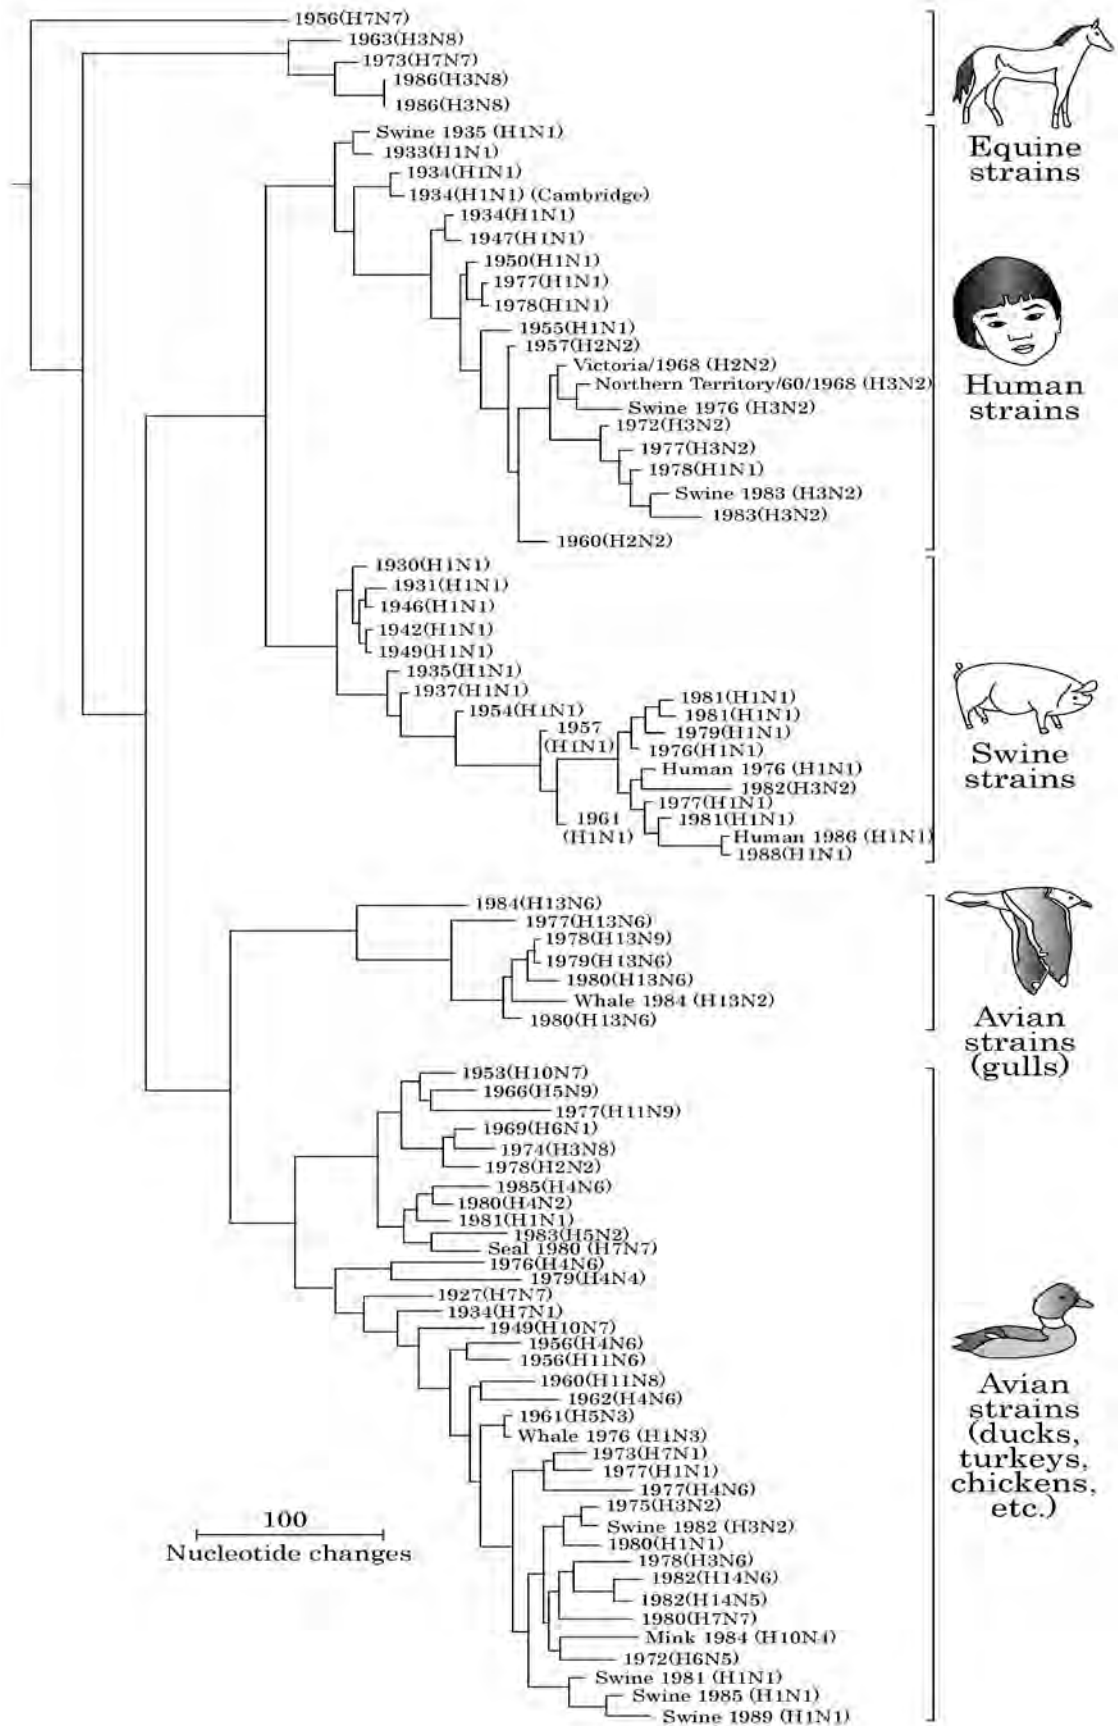 1956(H7N7)
1963(H3N8)
1973(H7N7)
1986(H3N8)
1986(H3N8)
Equine
strains
Swine 1935 (H1N1)
1933(H1N1)
1934(H1N1)
1934(H1N1) (Cambridge)
1934(H1N1)
1947(H1N1)
1950(H1N1)
1977(H1N1)
1978(H1N1)
1955(H1N1)
1957(H2N2)
Victoria/1968 (H2N2)
Northern Territory/60/1968 (H3N2)
Swine 1976 (H3N2)
1972(H3N2)
1977(H3N2)
1978(H1N1)
Swine 1983 (H3N2)
1983(H3N2)
1960(H2N2)
Human
strains
1930(H1N1)
1931(H1N1)
1946(H1N1)
1942(H1N1)
1949(H1N1)
1935(H1N1)
1937(H1N1)
1954(H1N1)
1957
(H1N1)
1981(H1N1)
1981(H1N1)
1979(H1N1)
1976(H1N1)
Human 1976 (H1N1)
1982(H3N2)
1977(H1N1)
1961
(H1N1)
1981(H1N1)
Human 1986 (H1N1)
1988(H1N1)
Swine
strains
1984(H13N6)
1977(H13N6)
1978(H13N9)
1979(H13N6)
1980(H13N6)
Whale 1984 (H13N2)
1980(H13N6)
Avian
strains
(gulls)
1953(H10N7)
1966(H5N9)
1977(H11N9)
1969(H6N1)
1974(H3N8)
1978(H2N2)
1985(H4N6)
1980(H4N2)
1981(H1N1)
1983(H5N2)
Seal 1980 (H7N7)
1976(H4N6)
1979(H4N4)
1927(H7N7)
1934(H7N1)
1949(H10N7)
1956(H4N6)
1956(H11N6)
1960(H11N8)
1962(H4N6)
1961(H5N3)
Whale 1976 (H1N3)
1973(H7N1)
1977(H1N1)
1977(H4N6)
1975(H3N2)
Swine 1982 (H3N2)
1980(H1N1)
1978(H3N6)
1982(H14N6)
1982(H14N5)
1980(H7N7)
Mink 1984 (H10N4)
1972(H6N5)
Swine 1981 (H1N1)
Swine 1985 (H1N1)
Swine 1989 (H1N1)
Avian
strains
(ducks,
turkeys,
chickens,
etc.)
100
Nucleotide changes